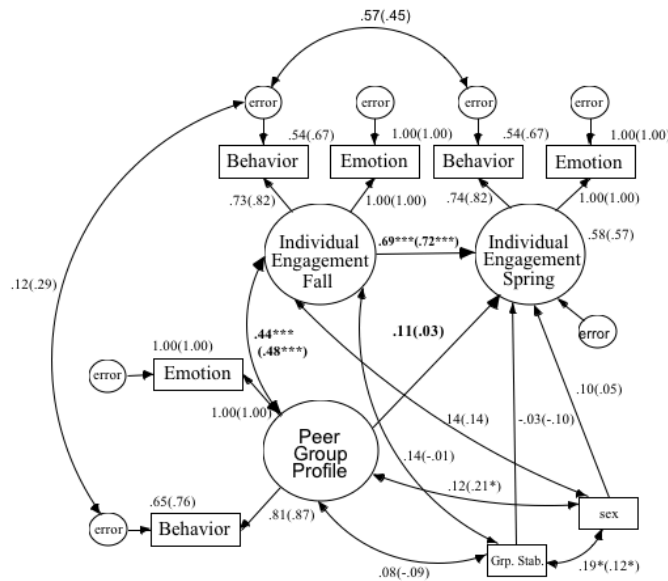 .57(.45)
error
error
error
error
.54(.67)
1.00(1.00)
.54(.67)
1.00(1.00)
Behavior
Emotion
Behavior
Emotion
.73(.82)
1.00(1.00)
.74(.82)
1.00(1.00)
Individual
Engagement
Fall
.69***(.72***)
Individual
Engagement
Spring
.58(.57)
.12(.29)
error
.44***
(.48***)
.11(.03)
1.00(1.00)
error
Emotion
1.00(1.00)
.10(.05)
Peer
Group
Profile
.14(-.01)
14(.14)
-.03(-.10)
.12(.21*)
.65(.76)
.81(.87)
error
Behavior
sex
Grp. Stab.
.08(-.09)
.19*(.12*)